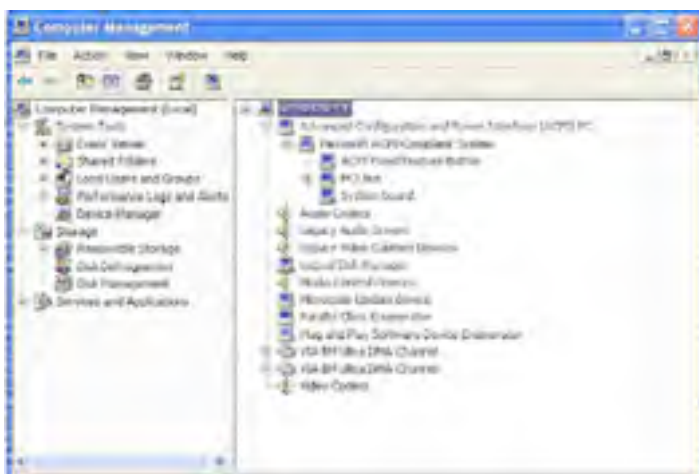 Computer Management
File Action View Window Help
Computer Management (Local)
System Tools
Event Viewer
Shared Folders
Local Users and Groups
Performance Logs and Alerts
Device Manager
Storage
Removable Storage
Disk Defragmenter
Disk Management
Services and Applications
Advanced Configuration and Power Interface (ACPI) PC
Microsoft ACPI-Compliant System
ACPI Fixed Feature Button
PCI bus
System board
Audio Codecs
Legacy Audio Drivers
Legacy Video Capture Devices
Logical Disk Manager
Media Control Devices
Microcode Update Device
Plug and Play Software Device Enumerator
Video Codecs